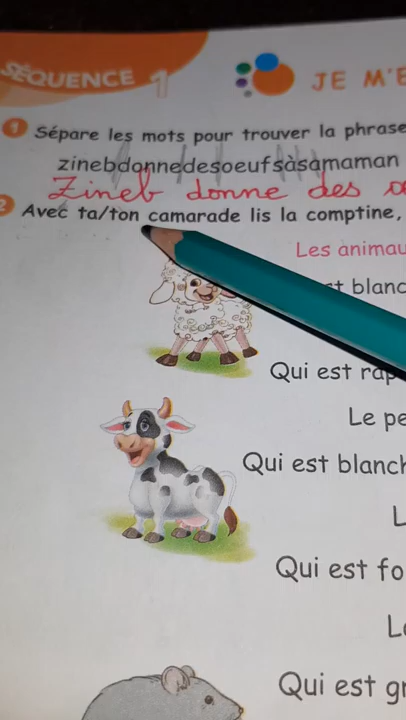 SÉQUENCE 1
JE M'E
1 Sépare les mots pour trouver la phrase
zinebdonnedesoeufsàsamaman
Zineb donne des
2 Avec ta/ton camarade lis la comptine,
Les animau
t blanc
Qui est rap
Le pe
Qui est blanch
L
Qui est fo
Le
Qui est gr